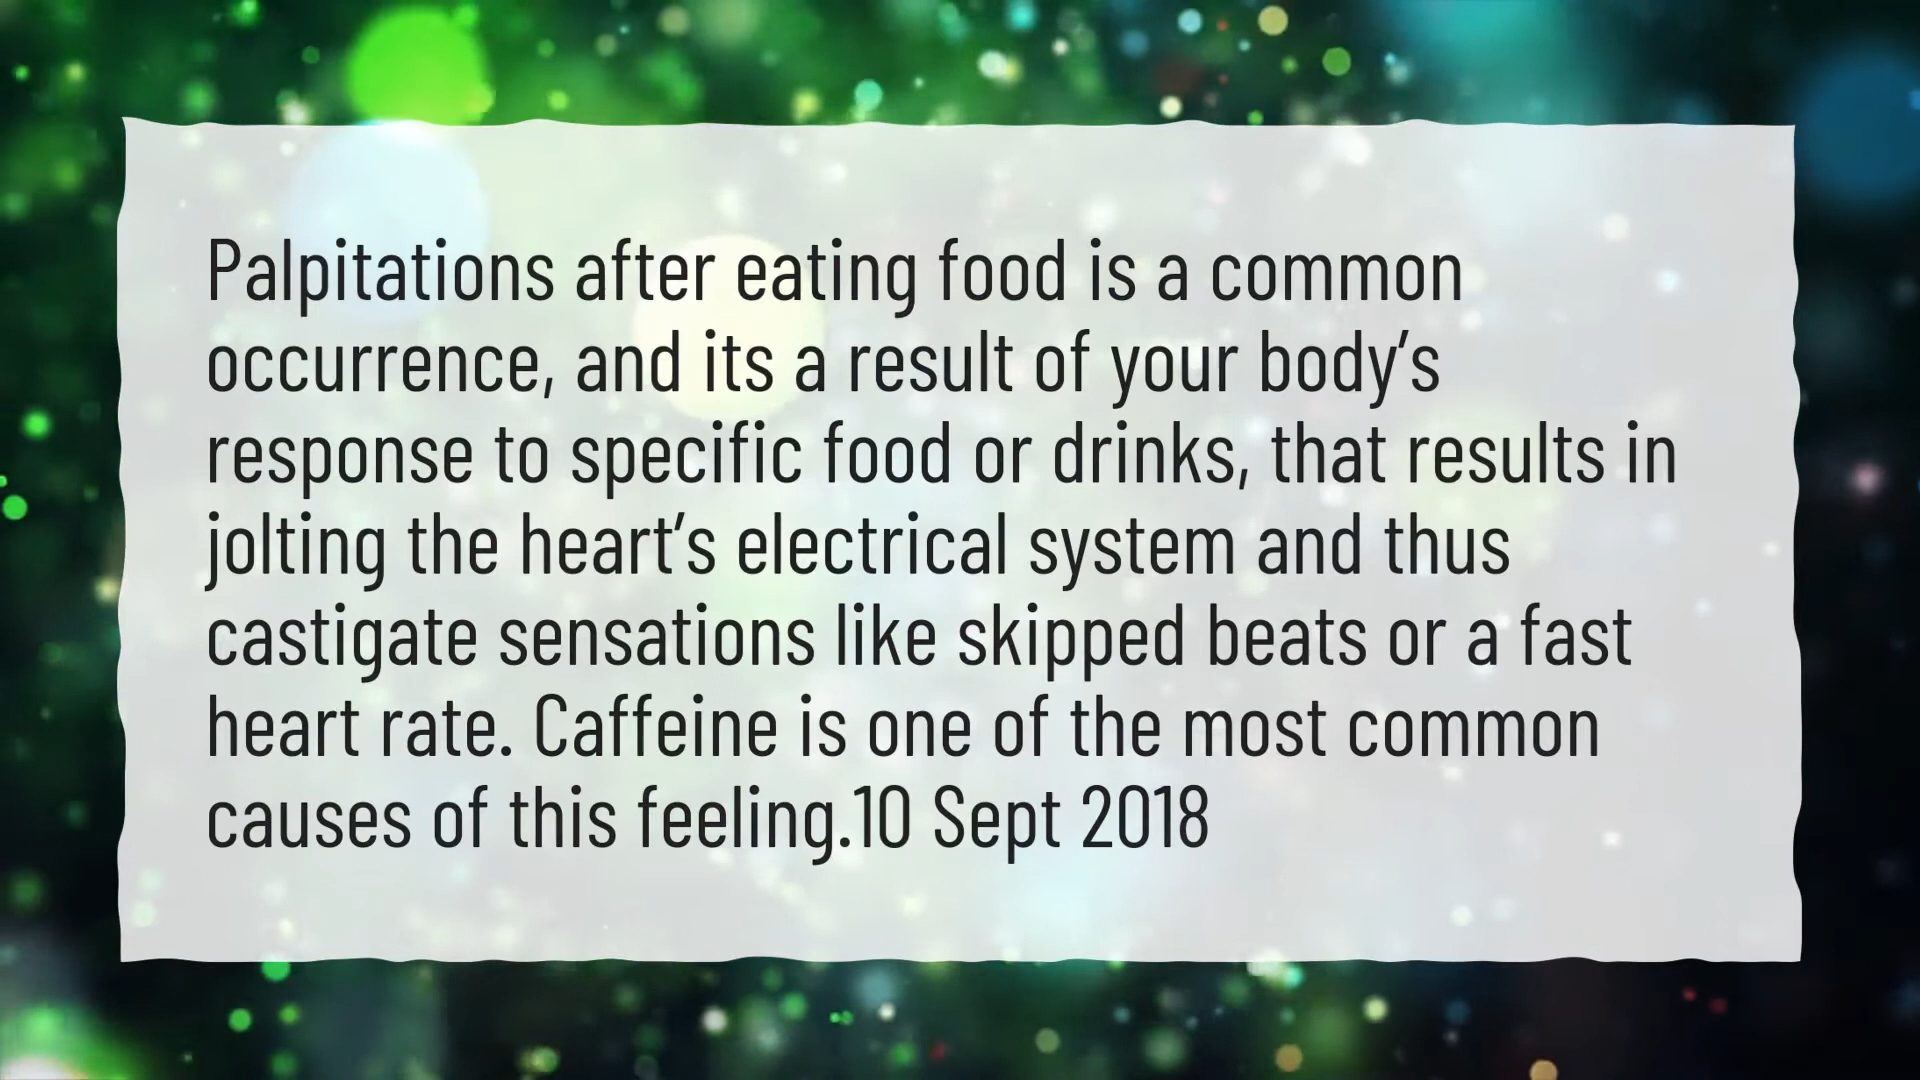 Palpitations after eating food is a common
occurrence, and its a result of your body’s
response to specific food or drinks, that results in
jolting the heart’s electrical system and thus
castigate sensations like skipped beats or a fast
heart rate. Caffeine is one of the most common
causes of this feeling.10 Sept 2018